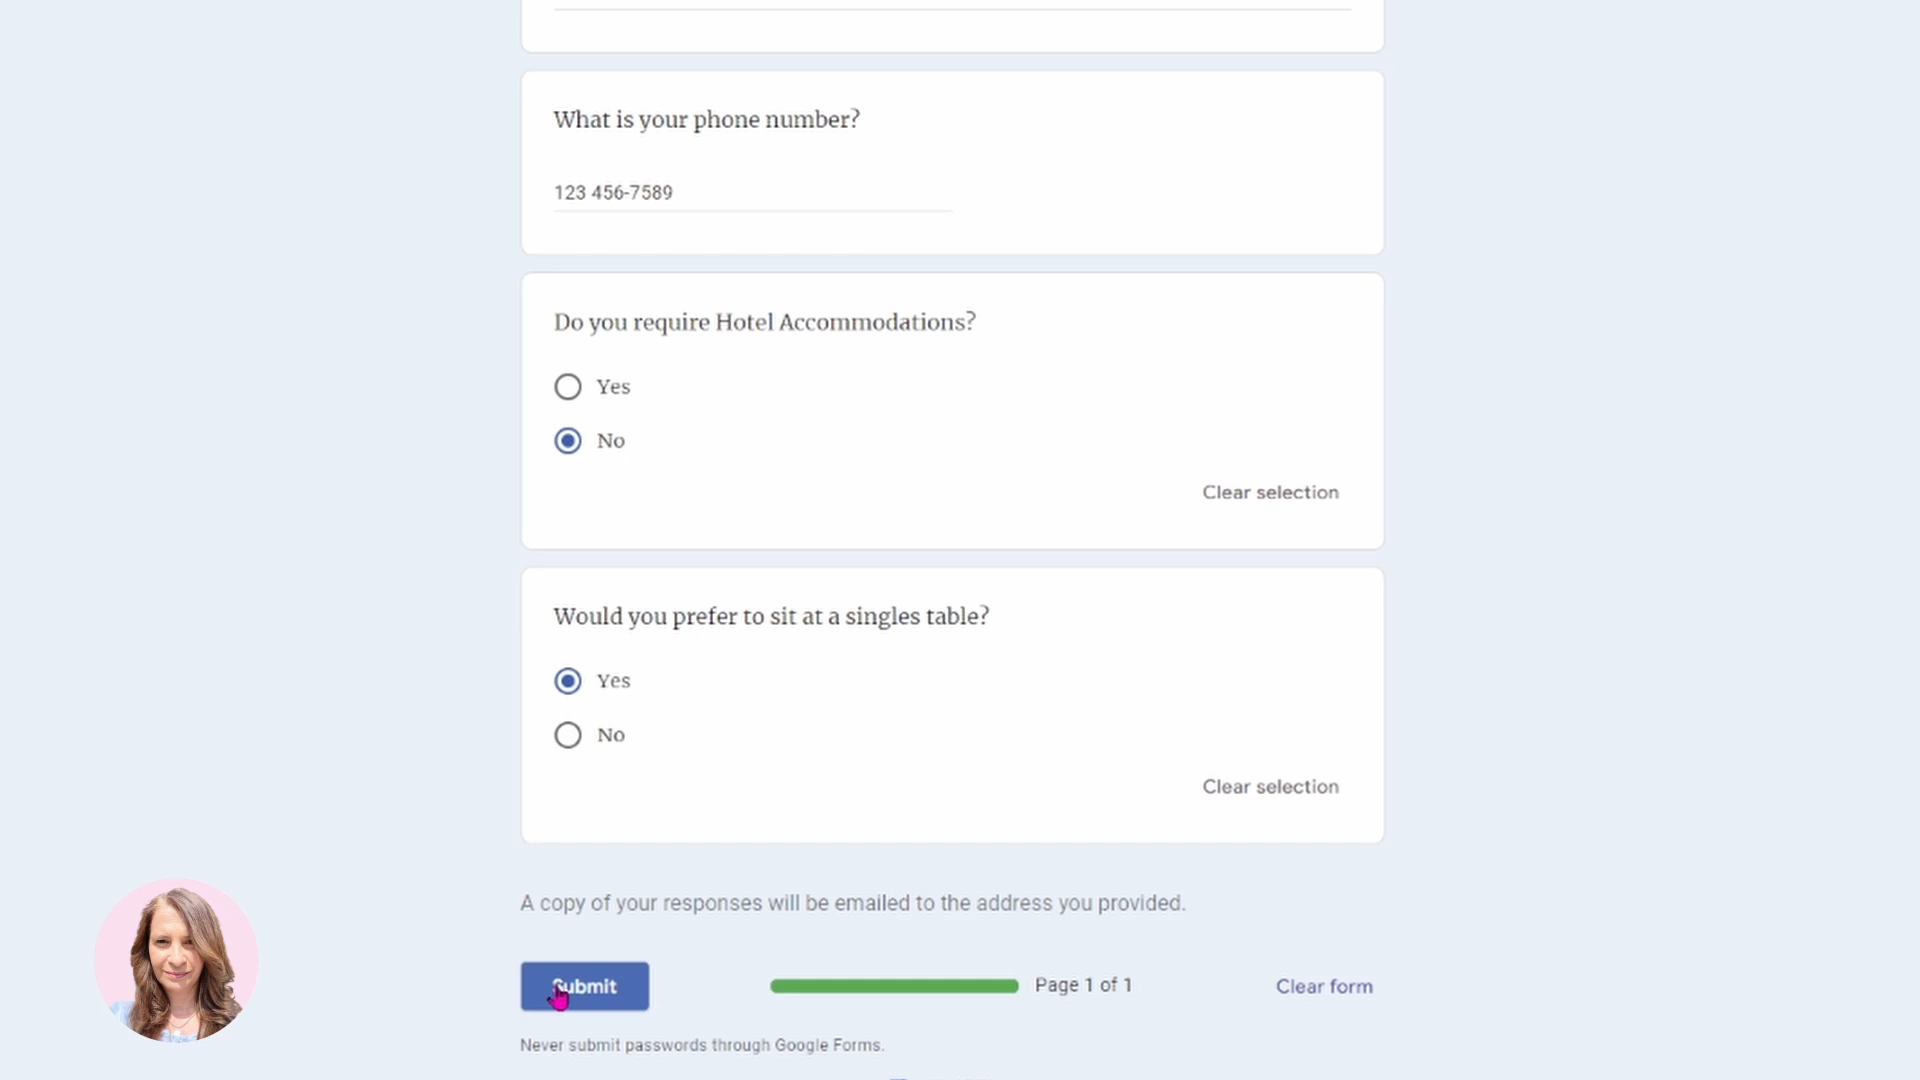 What is your phone number?
123 456-7589
Do you require Hotel Accommodations?
Yes
No
Clear selection
Would you prefer to sit at a singles table?
Yes
No
Clear selection
A copy of your responses will be emailed to the address you provided.
Submit
Page 1 of 1
Clear form
Never submit passwords through Google Forms.